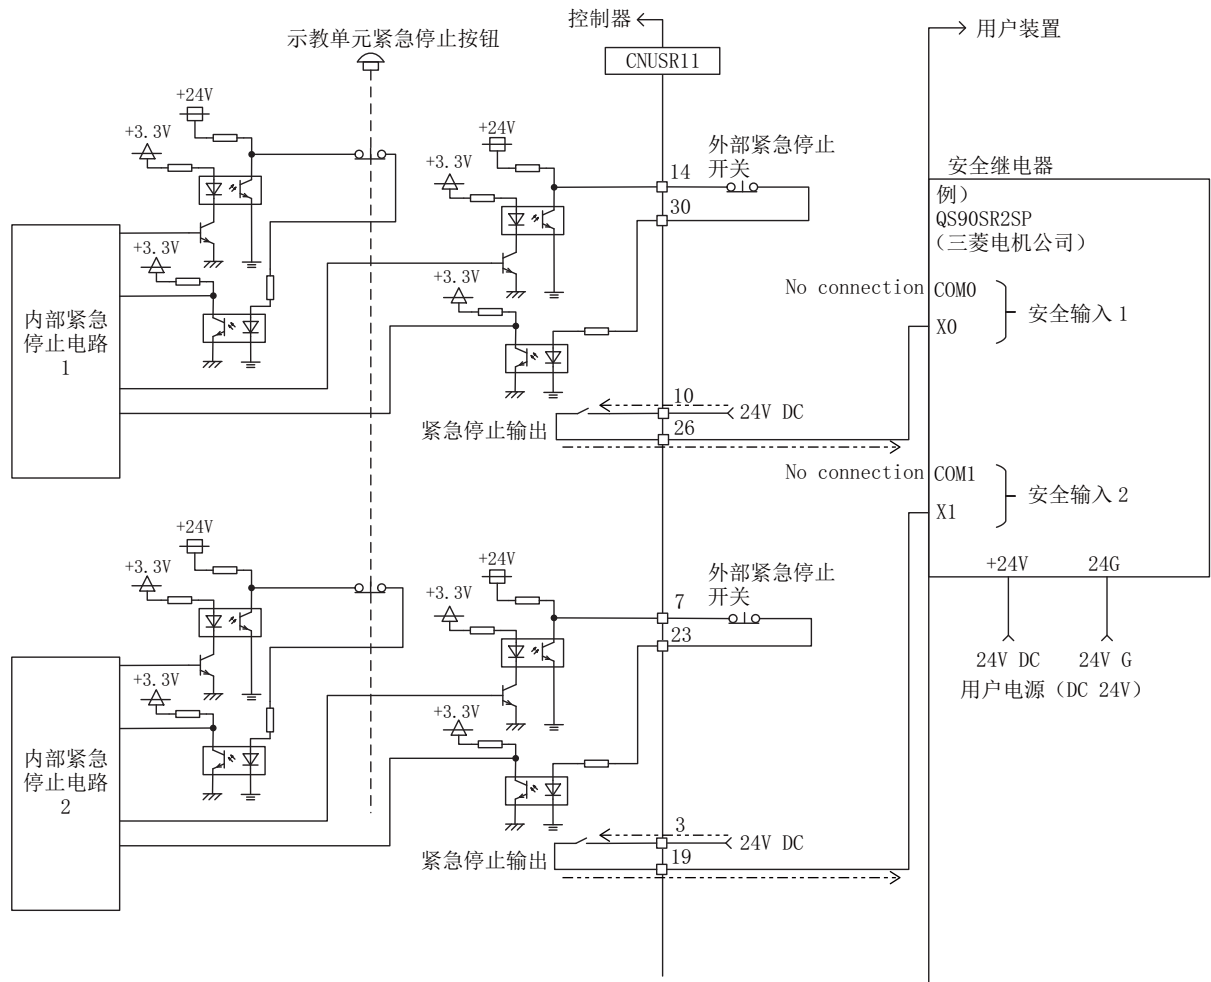 控制器
用户装置
示教单元紧急停止按钮
CNUSR11
+24V
+3.3V
+24V
+3.3V
14
外部紧急停止
开关
30
安全继电器
例）
QS90SR2SP
（三菱电机公司）
+3.3V
+3.3V
No connection
COM0
安全输入 1
X0
内部紧急
停止电路
1
10
24V DC
紧急停止输出
26
No connection
COM1
安全输入 2
X1
+24V
+3.3V
+24V
+3.3V
7
外部紧急停止
开关
23
+24V
24G
24V DC
24V G
用户电源（DC 24V）
+3.3V
+3.3V
内部紧急
停止电路
2
3
24V DC
紧急停止输出
19